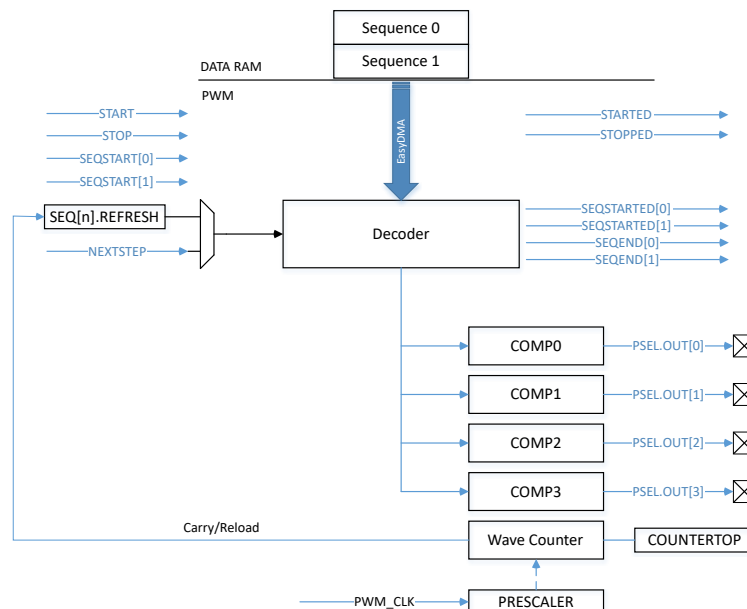 Sequence 0
Sequence 1
DATA RAM
PWM
START
STOP
SEQSTART[0]
SEQSTART[1]
EasyDMA
STARTED
STOPPED
SEQ[n].REFRESH
NEXTSTEP
Decoder
SEQSTARTED[0]
SEQSTARTED[1]
SEQEND[0]
SEQEND[1]
COMP0
PSEL.OUT[0]
COMP1
PSEL.OUT[1]
COMP2
PSEL.OUT[2]
COMP3
PSEL.OUT[3]
Carry/Reload
Wave Counter
COUNTERTOP
PWM_CLK
PRESCALER